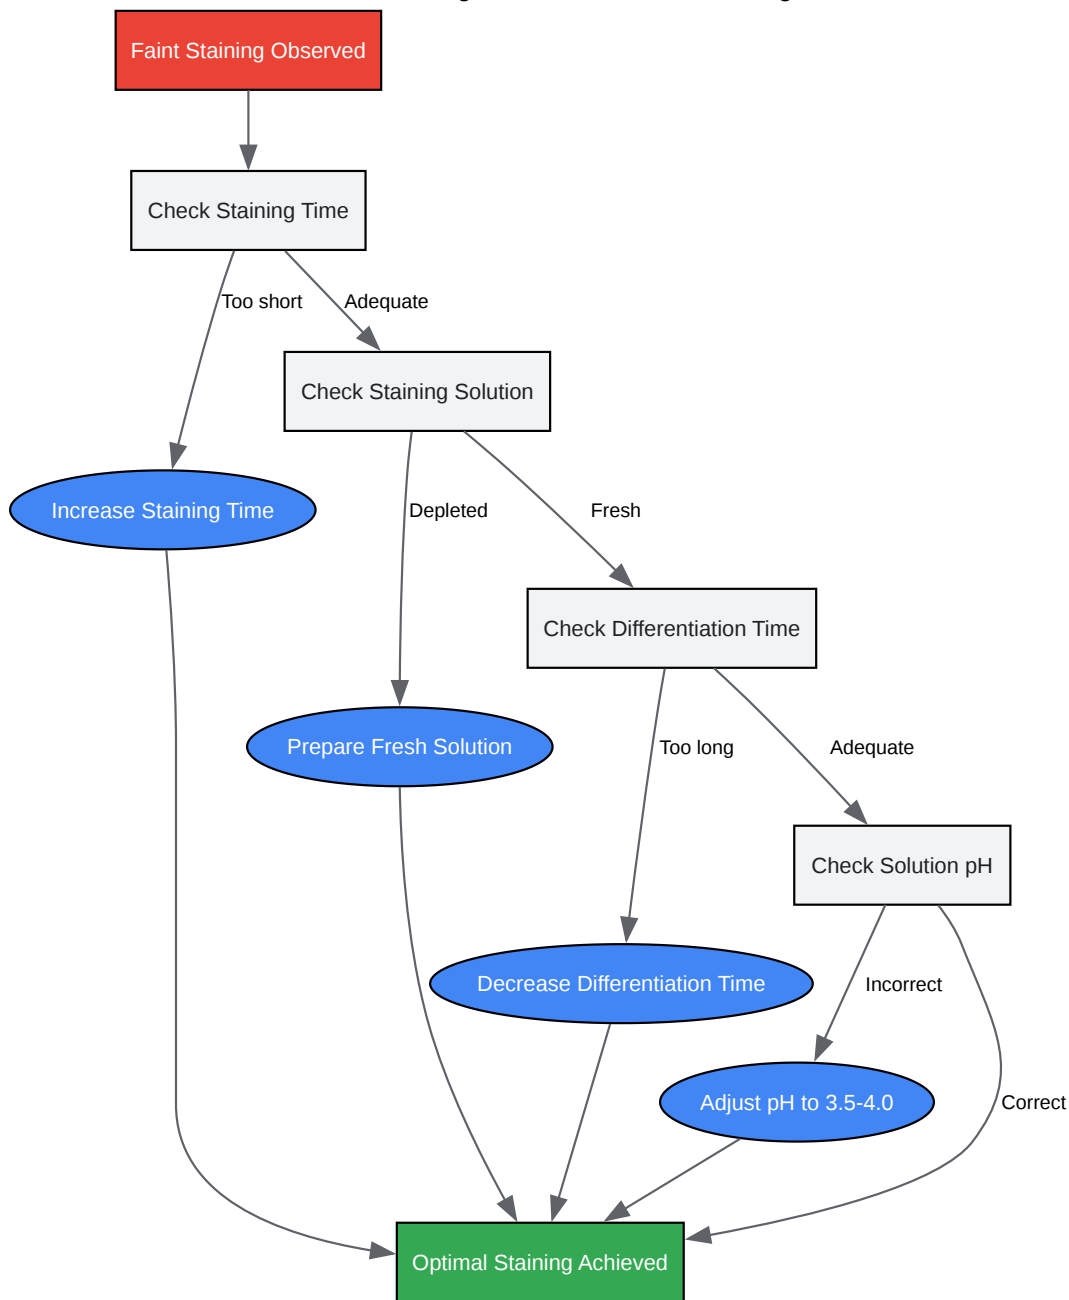 Faint Staining Observed
Check Staining Time
Too short
Adequate
Check Staining Solution
Increase Staining Time
Depleted
Fresh
Check Differentiation Time
Prepare Fresh Solution
Too long
Adequate
Check Solution pH
Decrease Differentiation Time
Incorrect
Adjust pH to 3.5-4.0
Correct
Optimal Staining Achieved